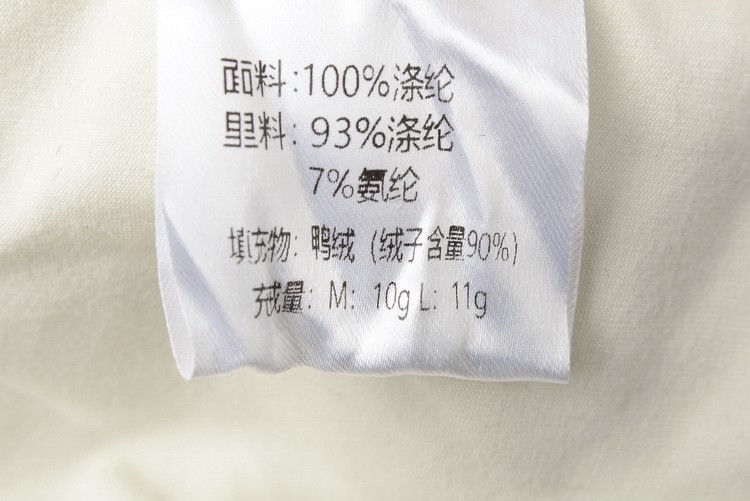 面料:100%涤纶
里料: 93%涤纶
7%氨纶
填充物: 鸭绒 (绒子含量90%)
充绒量: M: 10g L: 11g